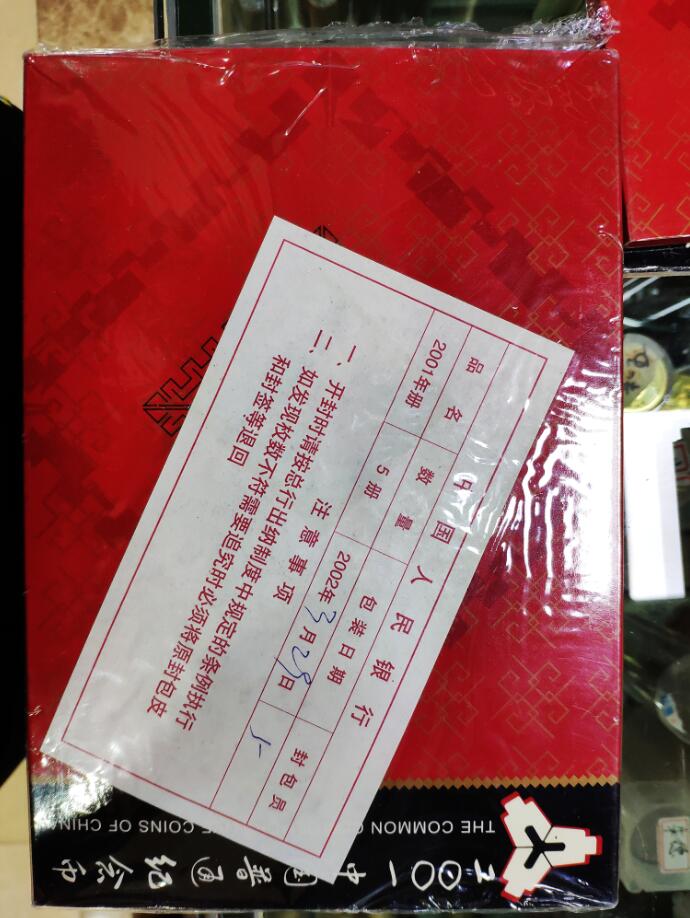 中国人民银行
品名 数量 包装日期 封包员
2001年册 5册 2002年3月 日
注意事项
一、开封时请按总行出纳制度中规定的条例执行
二、如发现枚数不符需要追究时必须将原封包皮
和封签等退回
THE COMMON COINS OF CHIN
二00一中国普通纪念币